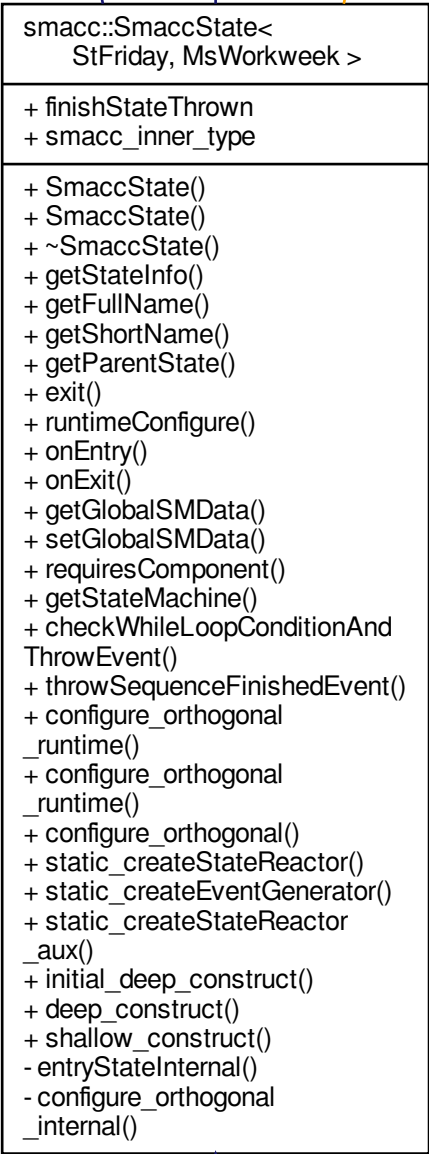 smacc::SmaccState<
StFriday, MsWorkweek >
+ finishStateThrown
+ smacc_inner_type
+ SmaccState()
+ SmaccState()
+ ~SmaccState()
+ getStateInfo()
+ getFullName()
+ getShortName()
+ getParentState()
+ exit()
+ runtimeConfigure()
+ onEntry()
+ onExit()
+ getGlobalSMData()
+ setGlobalSMData()
+ requiresComponent()
+ getStateMachine()
+ checkWhileLoopConditionAnd
ThrowEvent()
+ throwSequenceFinishedEvent()
+ configure_orthogonal
_runtime()
+ configure_orthogonal
_runtime()
+ configure_orthogonal()
+ static_createStateReactor()
+ static_createEventGenerator()
+ static_createStateReactor
_aux()
+ initial_deep_construct()
+ deep_construct()
+ shallow_construct()
- entryStateInternal()
- configure_orthogonal
_internal()